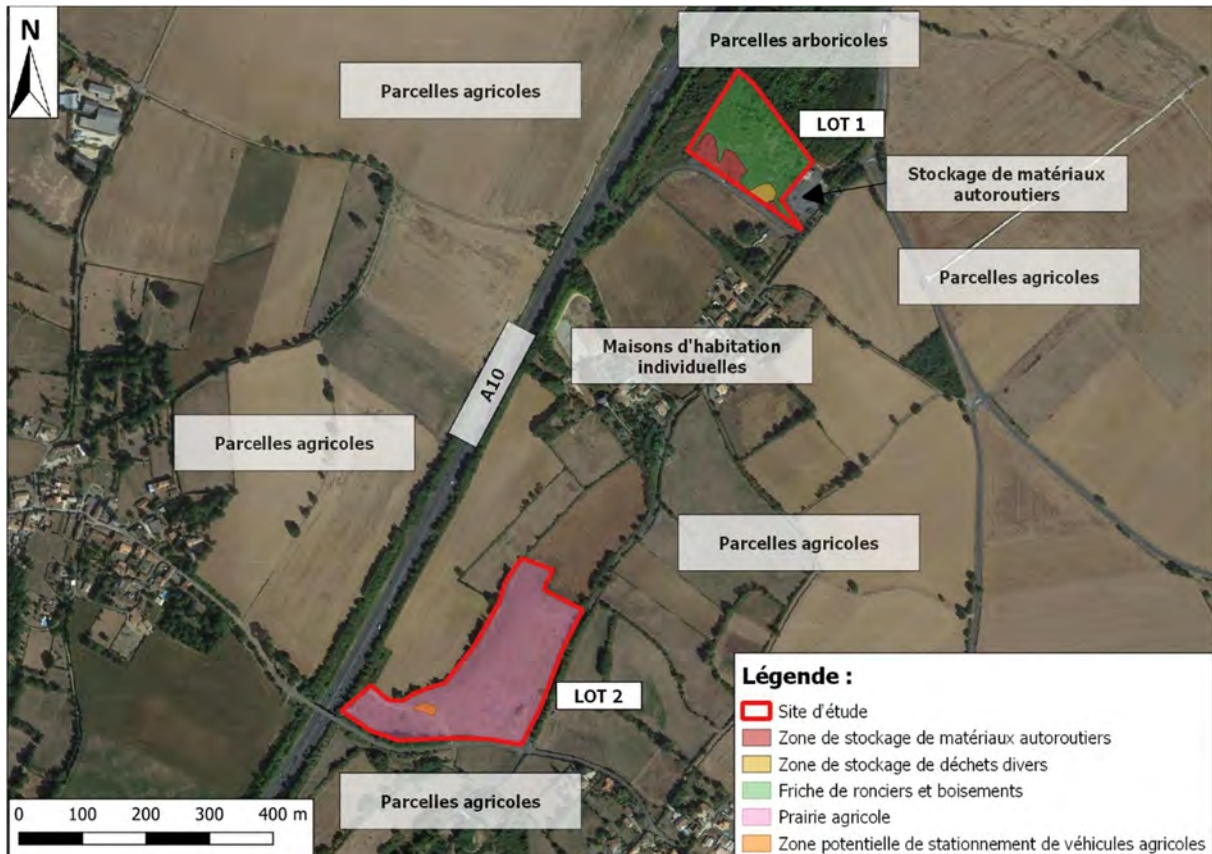 N
Parcelles arboricoles
Parcelles agricoles
LOT 1
Stockage de matériaux
autoroutiers
Parcelles agricoles
Maisons d'habitation
individuelles
A10
Parcelles agricoles
Parcelles agricoles
LOT 2
Parcelles agricoles
0 100 200 300 400 m
Légende :
Site d'étude
Zone de stockage de matériaux autoroutiers
Zone de stockage de déchets divers
Friche de ronciers et boisements
Prairie agricole
Zone potentielle de stationnement de véhicules agricoles